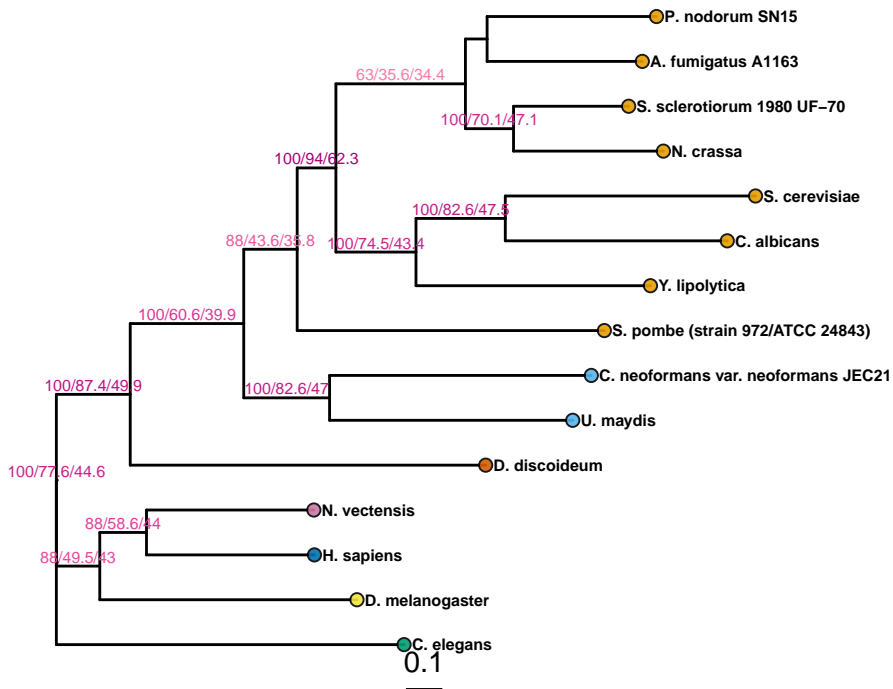 P. nodorum SN15
A. fumigatus A1163
63/35.6/34.4
S. sclerotiorum 1980 UF−70
100/70.1/47.1
N. crassa
100/94/62.3
S. cerevisiae
100/82.6/47.5
C. albicans
88/43.6/35.8
100/74.5/43.4
Y. lipolytica
100/60.6/39.9
S. pombe (strain 972/ATCC 24843)
C. neoformans var. neoformans JEC21
100/87.4/49.9
100/82.6/47
U. maydis
D. discoideum
100/77.6/44.6
N. vectensis
88/58.6/44
H. sapiens
88/49.5/43
D. melanogaster
C. elegans
0.1